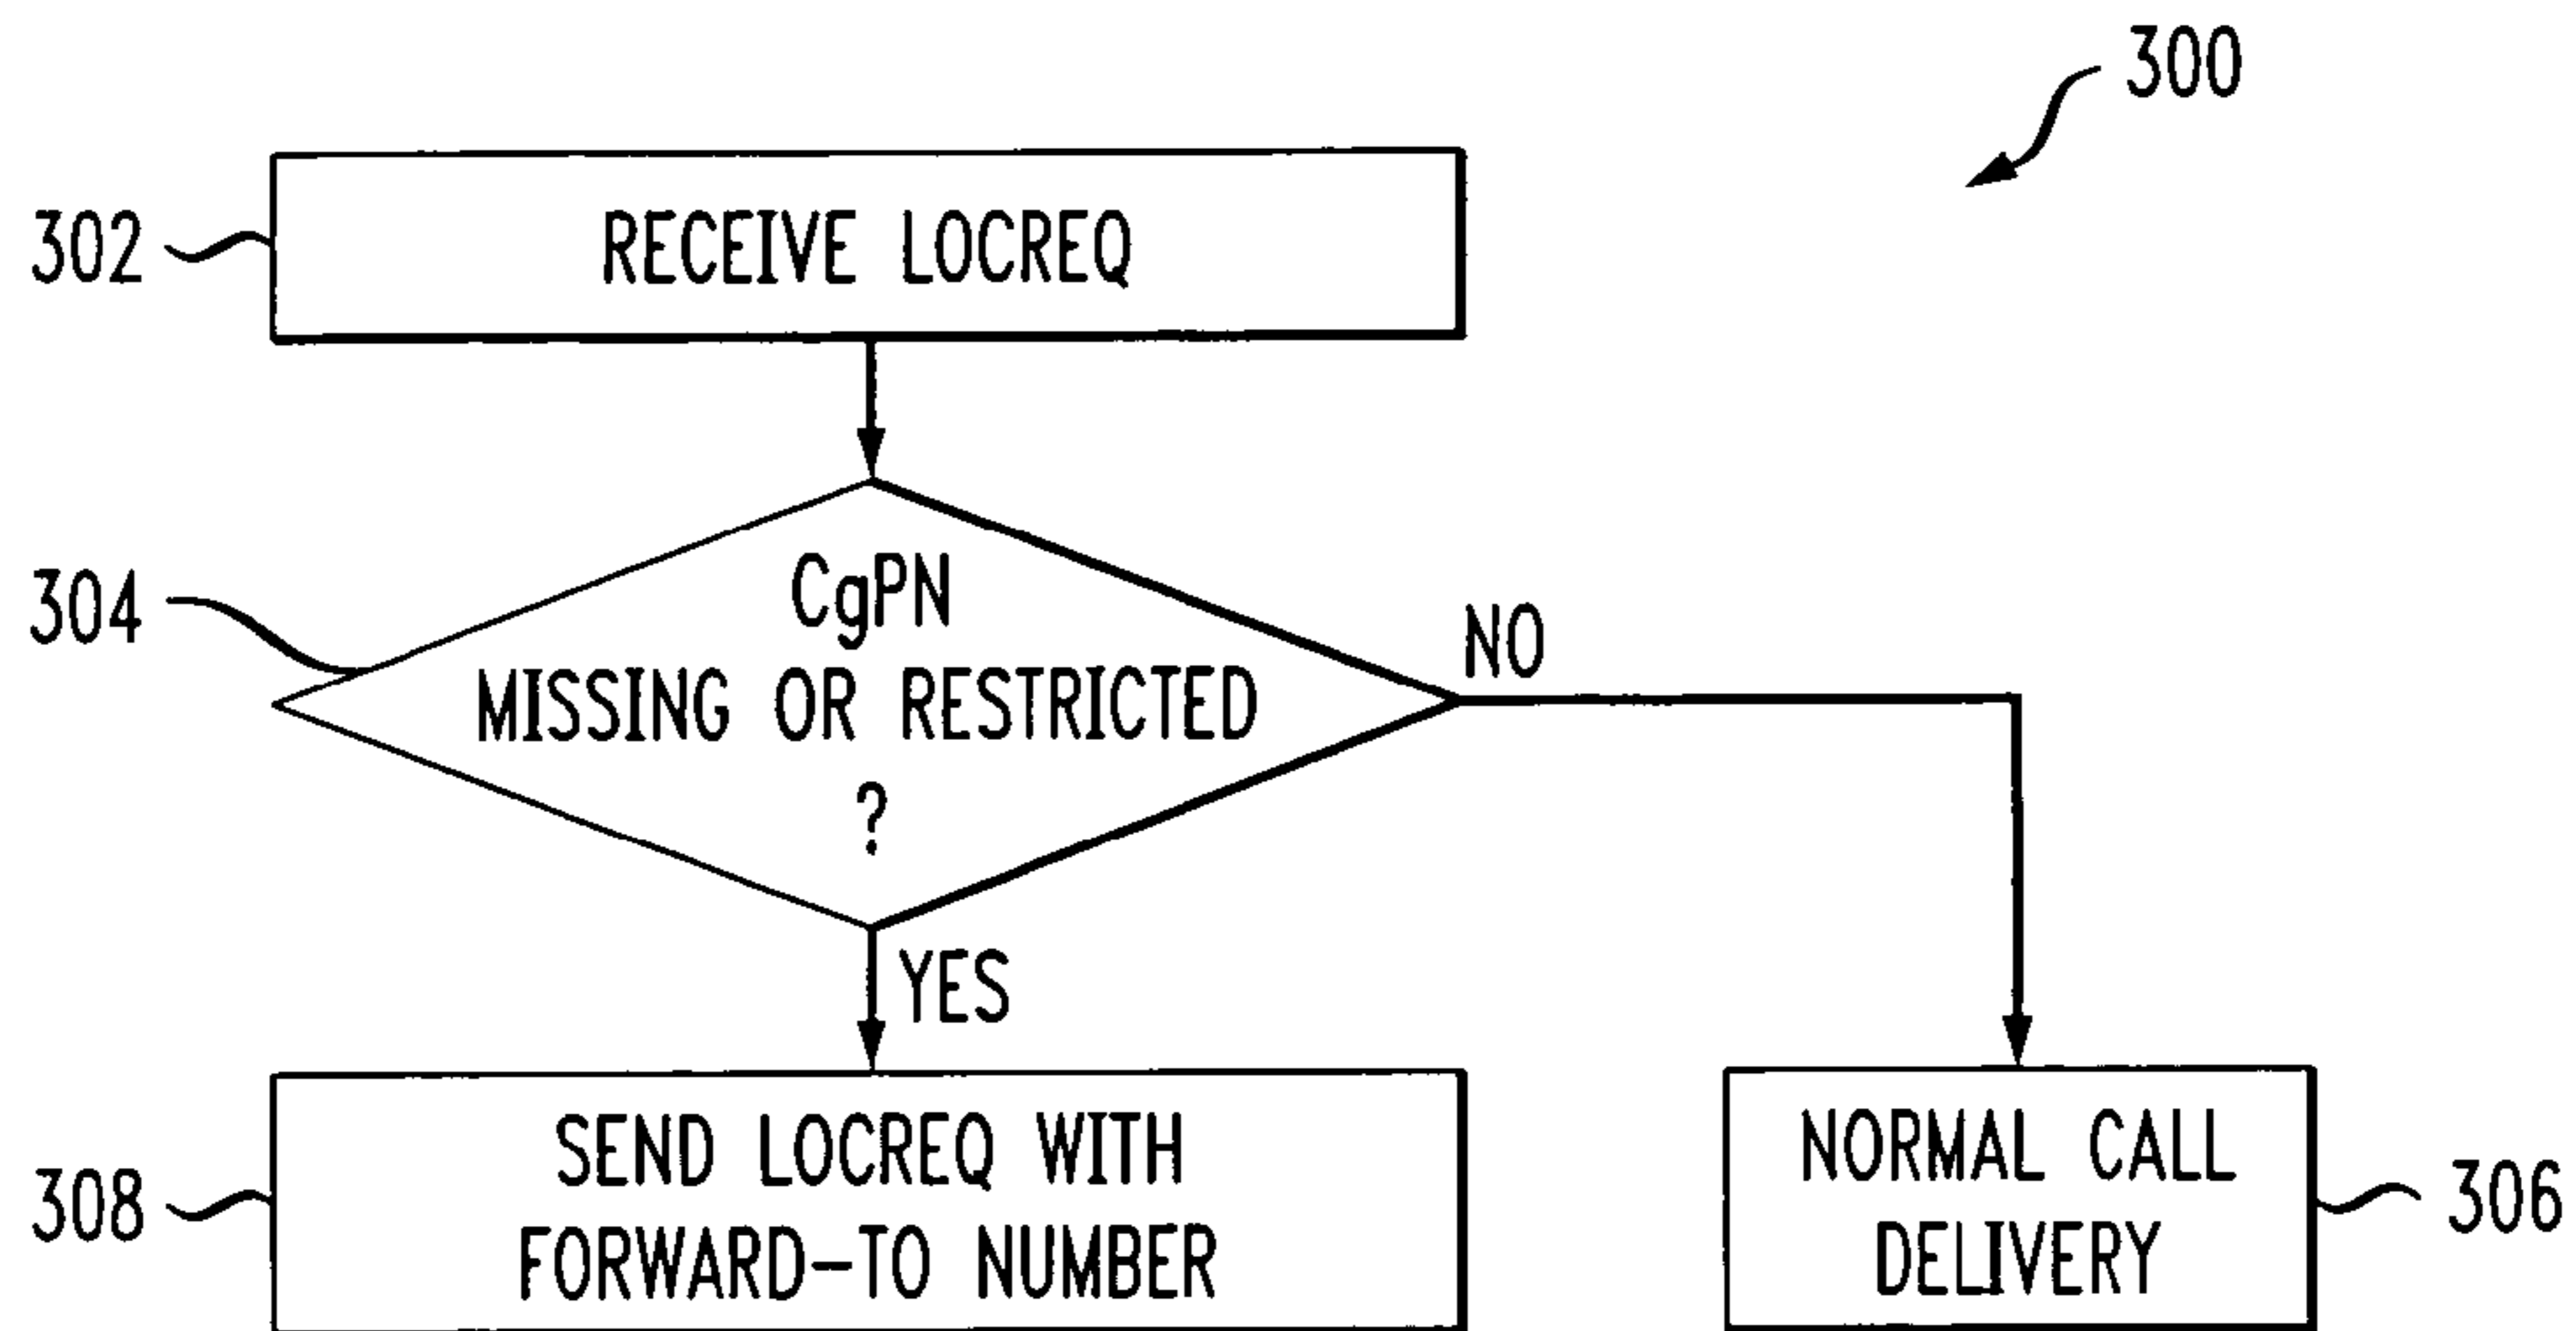 300
302
RECEIVE LOCREQ
304
CgPN
MISSING OR RESTRICTED
?
NO
YES
308
SEND LOCREQ WITH
FORWARD-TO NUMBER
NORMAL CALL
DELIVERY
306